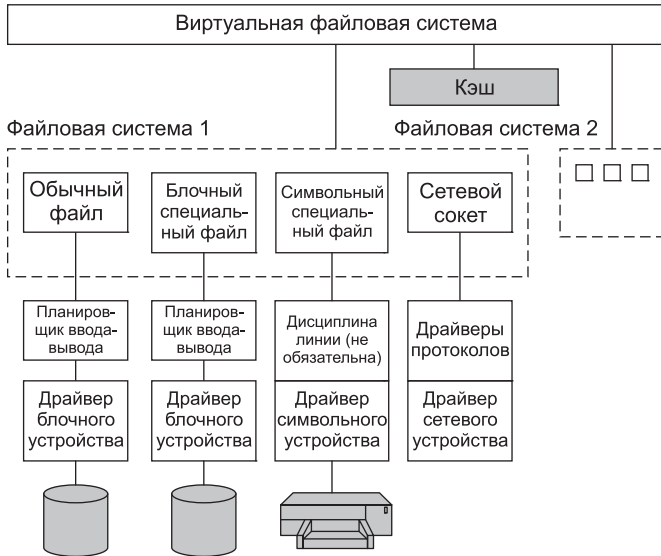 Виртуальная файловая система
Кэш
Файловая система 1
Файловая система 2
Обычный
файл
Блочный
специаль-
ный файл
Символьный
специаль-
ный файл
Сетевой
сокет
Планиров-
щик ввода-
вывода
Планиров-
щик ввода-
вывода
Дисциплина
линии (не
обязательна)
Драйверы
протоколов
Драйвер
блочного
устройства
Драйвер
блочного
устройства
Драйвер
символьного
устройства
Драйвер
сетевого
устройства